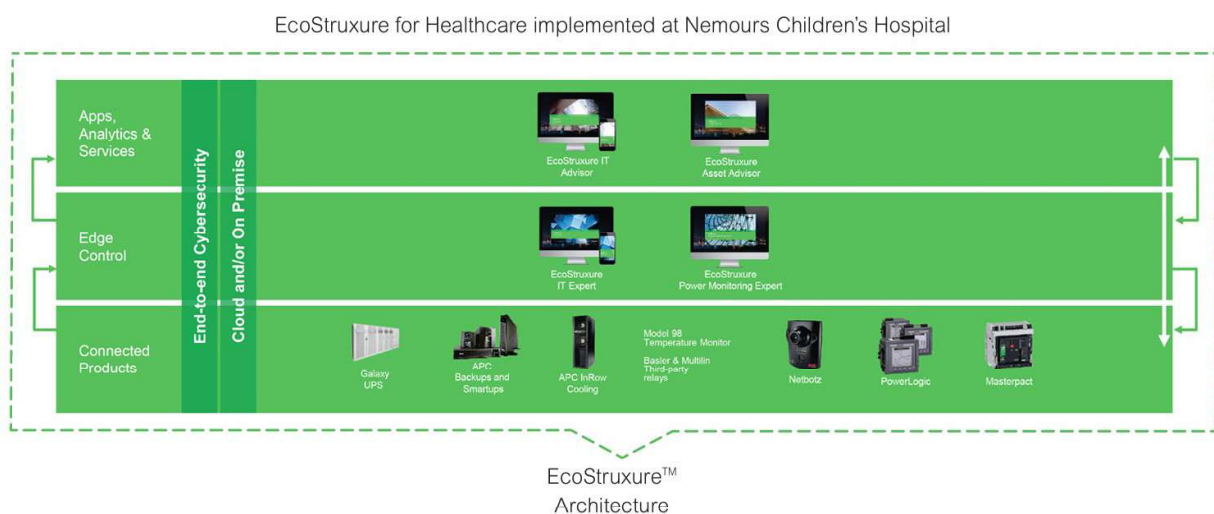 EcoStruxure for Healthcare implemented at Nemours Children's Hospital
Apps,
Analytics &
Services
End-to-end Cybersecurity
Cloud and/or On Premise
EcoStruxure IT
Advisor
EcoStruxure
Asset Advisor
Edge
Control
EcoStruxure
IT Expert
EcoStruxure
Power Monitoring Expert
Connected
Products
Galaxy
UPS
APC
Backups and
Smartups
APC InRow
Cooling
Model 98
Temperature Monitor
Basler & Multilin
Third-party
relays
Netbotz
PowerLogic
Masterpact
EcoStruxure™
Architecture